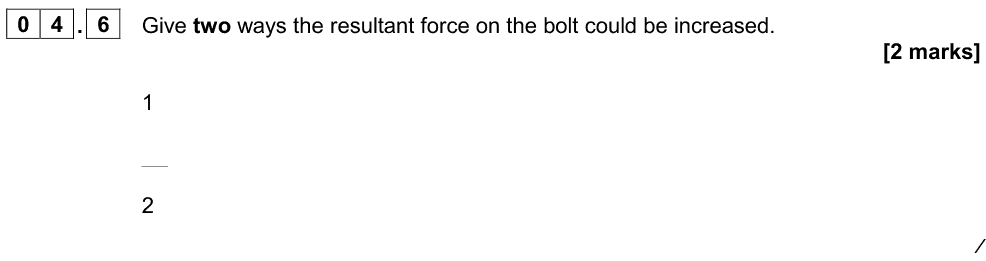 0 4 . 6 Give two ways the resultant force on the bolt could be increased.
[2 marks]
1
2